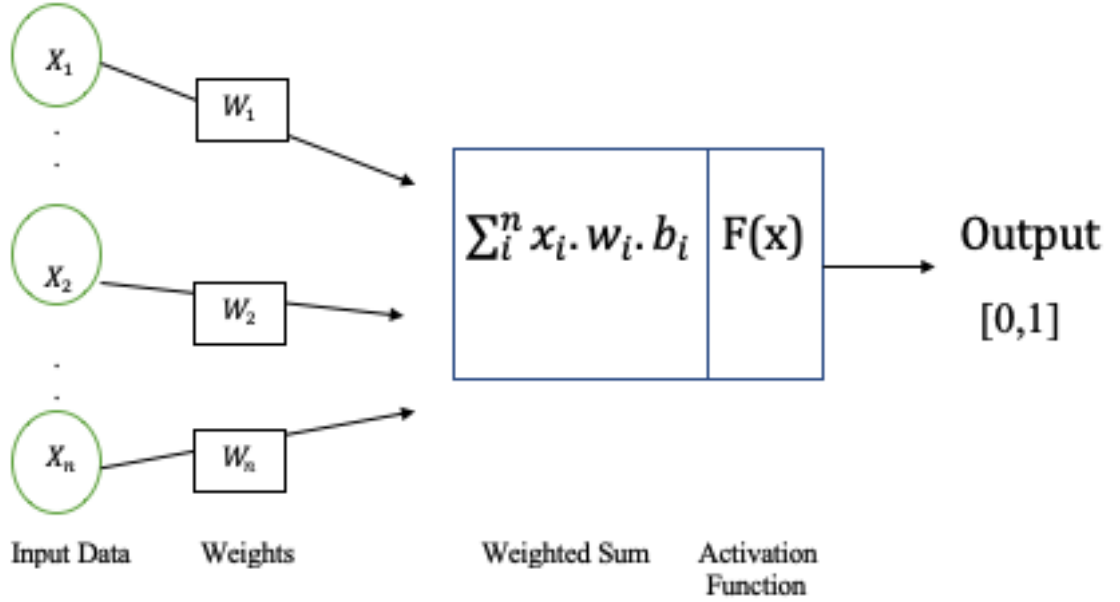 X₁
W₁
∑ᵢⁿ xᵢ. wᵢ. bᵢ
F(x)
Output
[0,1]
X₂
W₂
Xₙ
Wₙ
Input Data
Weights
Weighted Sum
Activation
Function